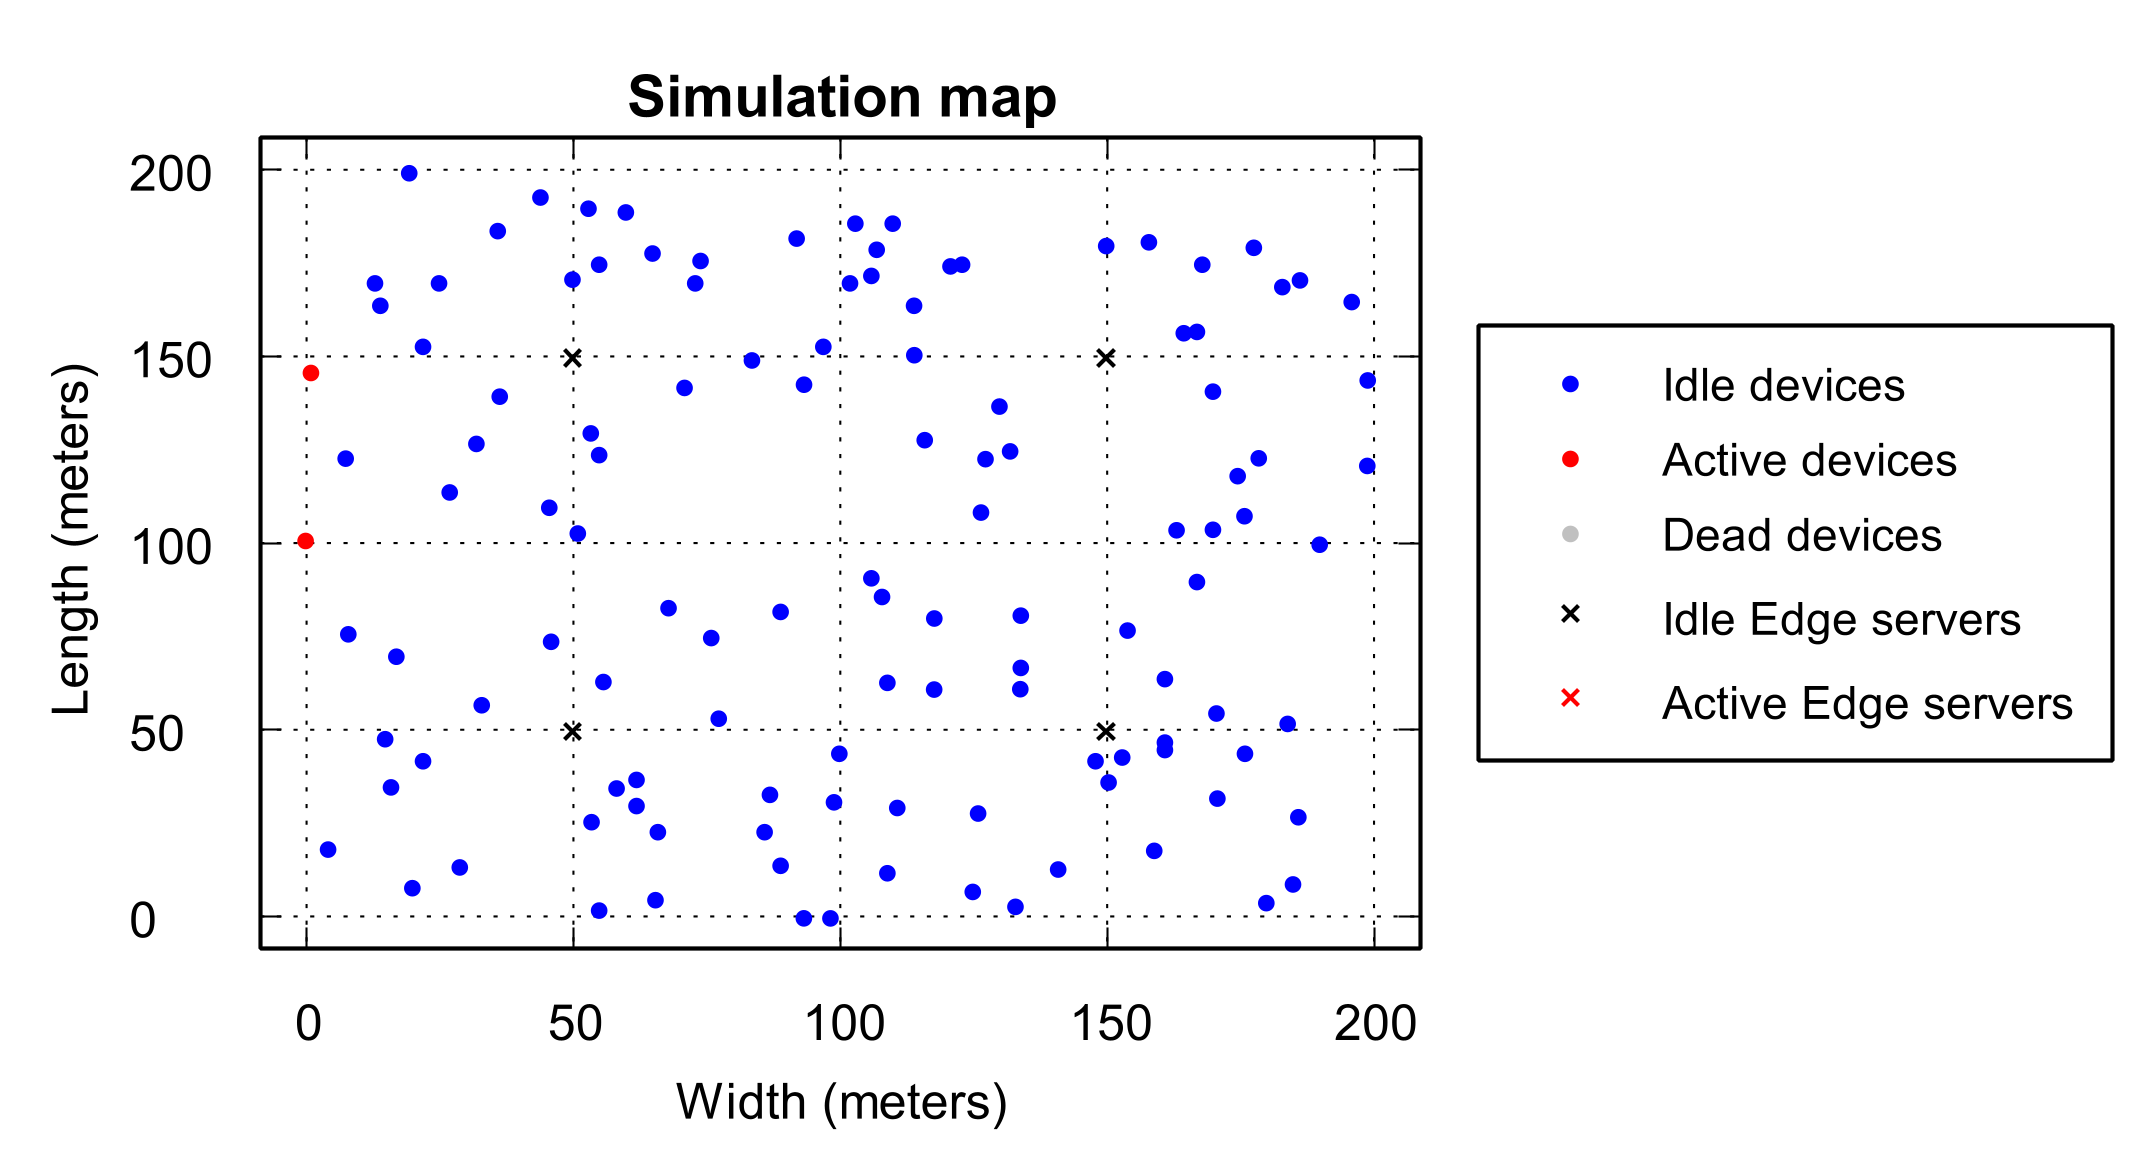 Simulation map
200
150
100
50
0
Length (meters)
0 50 100 150 200
Width (meters)
Idle devices
Active devices
Dead devices
Idle Edge servers
Active Edge servers